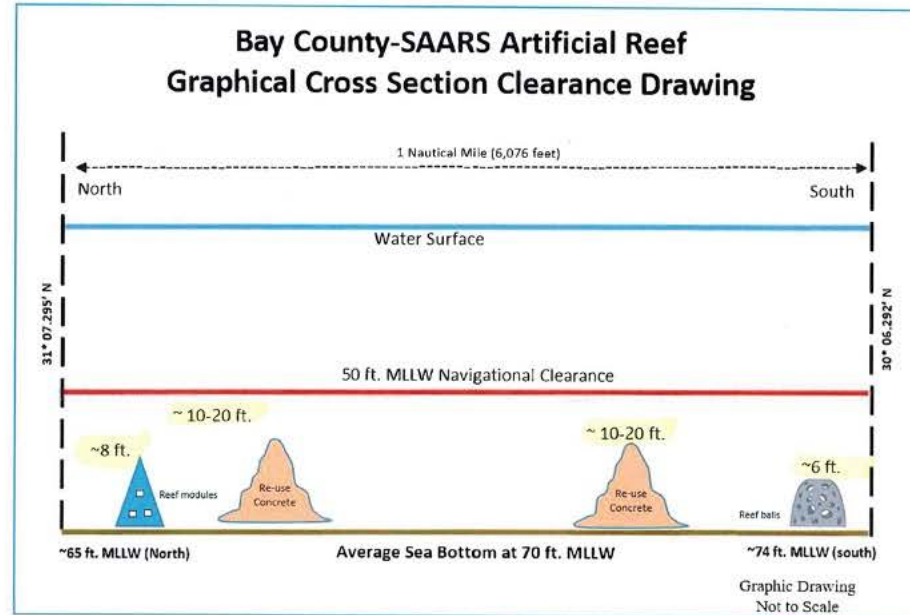 Bay County-SAARS Artificial Reef
Graphical Cross Section Clearance Drawing
1 Nautical Mile (6,076 feet)
North
South
Water Surface
31° 07.295' N
30° 06.292' N
50 ft. MLLW Navigational Clearance
~ 10-20 ft.
~ 10-20 ft.
~8 ft.
~6 ft.
Reef modules
Re-use
Concrete
Re-use
Concrete
Reef balls
~65 ft. MLLW (North)
Average Sea Bottom at 70 ft. MLLW
~74 ft. MLLW (south)
Graphic Drawing
Not to Scale